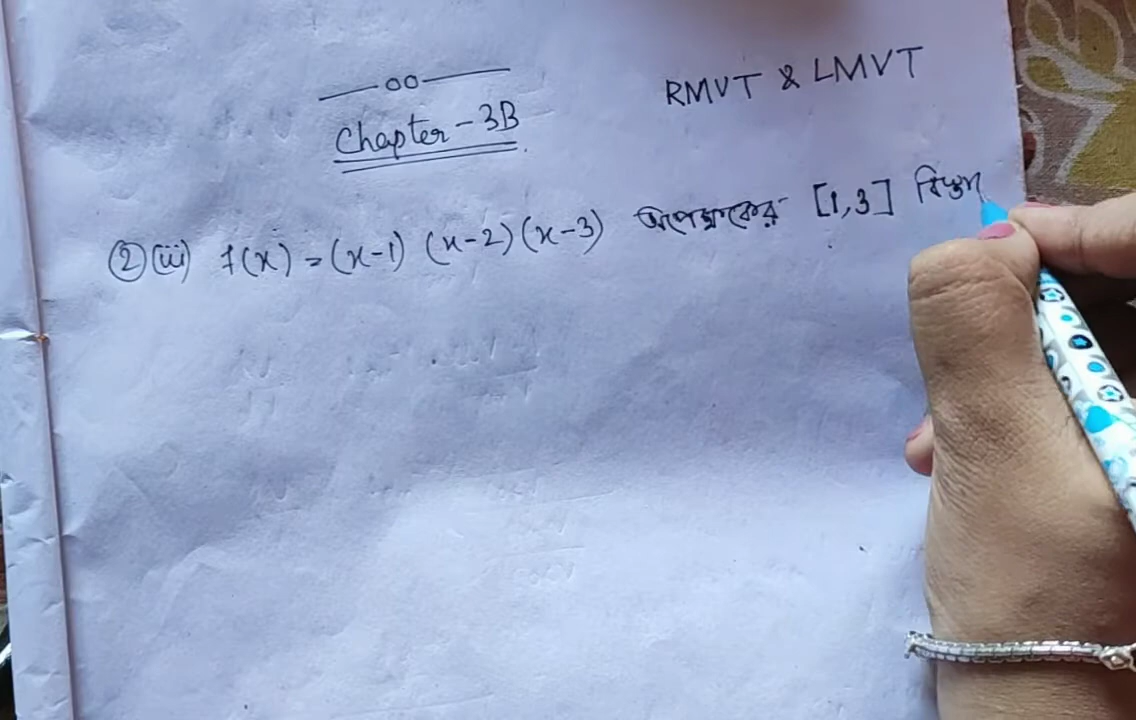 RMVT & LMVT
Chapter - 3B
② (iii) f(x) = (x-1) (x-2) (x-3) অপেক্ষকের [1,3]